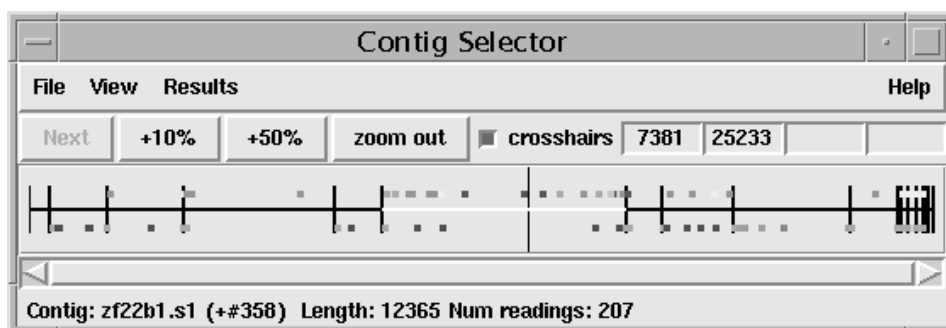 Contig Selector
File View Results Help
Next +10% +50% zoom out crosshairs 7381 25233
Contig: zf22b1.s1 (+#358) Length: 12365 Num readings: 207